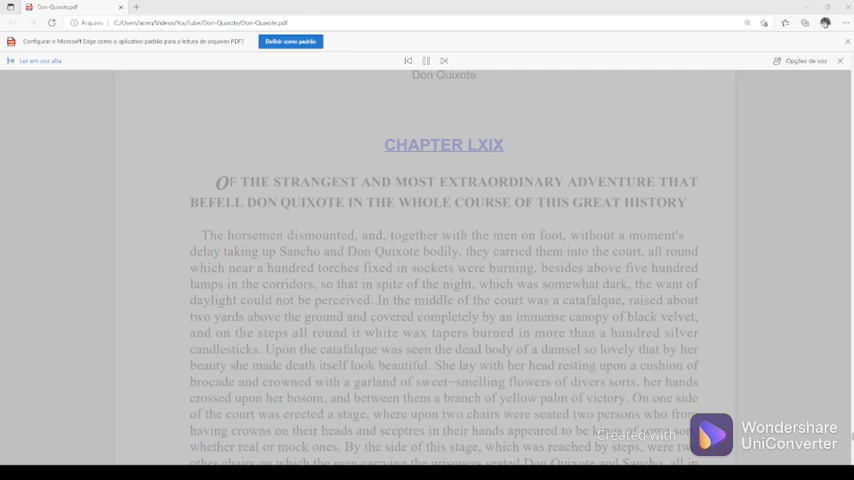 Don-Quixote.pdf
Arquivo
C:/Users/acms/Videos/YouTube/Don-Quixote/Don-Quixote.pdf
Configurar o Microsoft Edge como o aplicativo padrão para a leitura de arquivos PDF?
Definir como padrão
Ler em voz alta
Opções de voz
Don Quixote
CHAPTER LXIX
OF THE STRANGEST AND MOST EXTRAORDINARY ADVENTURE THAT
BEFELL DON QUIXOTE IN THE WHOLE COURSE OF THIS GREAT HISTORY
The horsemen dismounted, and, together with the men on foot, without a moment's
delay taking up Sancho and Don Quixote bodily, they carried them into the court, all round
which near a hundred torches fixed in sockets were burning, besides above five hundred
lamps in the corridors, so that in spite of the night, which was somewhat dark, the want of
daylight could not be perceived. In the middle of the court was a catafalque, raised about
two yards above the ground and covered completely by an immense canopy of black velvet,
and on the steps all round it white wax tapers burned in more than a hundred silver
candlesticks. Upon the catafalque was seen the dead body of a damsel so lovely that by her
beauty she made death itself look beautiful. She lay with her head resting upon a cushion of
brocade and crowned with a garland of sweet−smelling flowers of divers sorts, her hands
crossed upon her bosom, and between them a branch of yellow palm of victory. On one side
of the court was erected a stage, where upon two chairs were seated two persons who from
having crowns on their heads and sceptres in their hands appeared to be kings of some sort,
whether real or mock ones. By the side of this stage, which was reached by steps, were two
other chairs on which the men carrying the prisoners seated Don Quixote and Sancho, all in
Created with
Wondershare
UniConverter